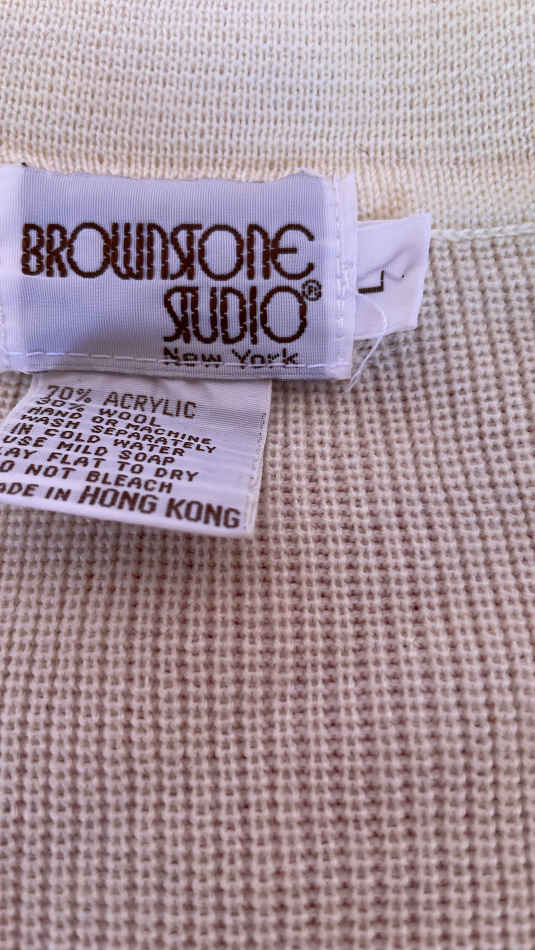 BROWNSTONE
STUDIO®
New York
L
70% ACRYLIC
30% WOOL
HAND OR MACHINE
WASH SEPARATELY
IN COLD WATER
USE MILD SOAP
LAY FLAT TO DRY
DO NOT BLEACH
MADE IN HONG KONG